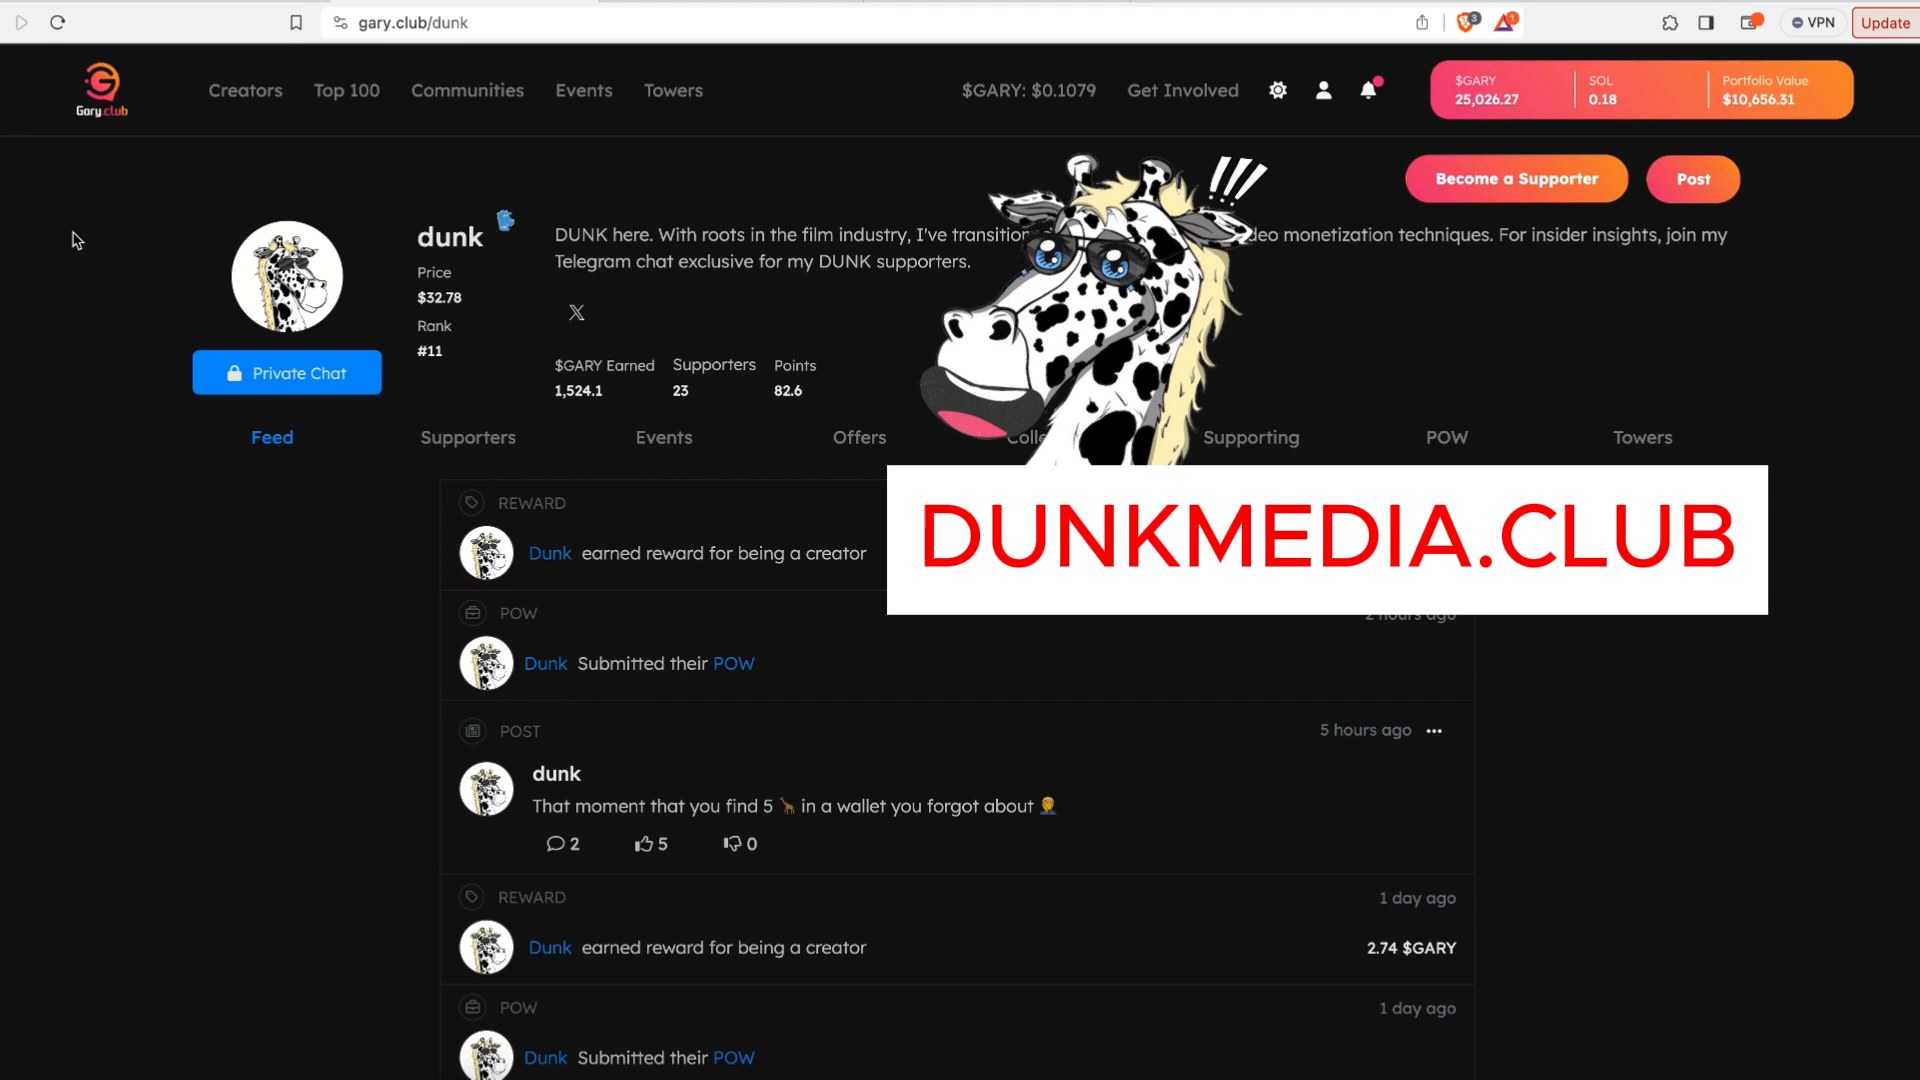 gary.club/dunk
3
1
VPN
Update
Gary.club
Creators
Top 100
Communities
Events
Towers
$GARY: $0.1079
Get Involved
$GARY
25,026.27
SOL
0.18
Portfolio Value
$10,656.31
!!!
Become a Supporter
Post
dunk
Price
$32.78
Rank
#11
Private Chat
DUNK here. With roots in the film industry, I've transition
deo monetization techniques. For insider insights, join my
Telegram chat exclusive for my DUNK supporters.
X
$GARY Earned
1,524.1
Supporters
23
Points
82.6
Feed
Supporters
Events
Offers
Supporting
POW
Towers
DUNKMEDIA.CLUB
REWARD
Dunk earned reward for being a creator
POW
2 hours ago
Dunk Submitted their POW
POST
5 hours ago
dunk
That moment that you find 5 🦒 in a wallet you forgot about 🤦
2
5
0
REWARD
1 day ago
Dunk earned reward for being a creator
2.74 $GARY
POW
1 day ago
Dunk Submitted their POW